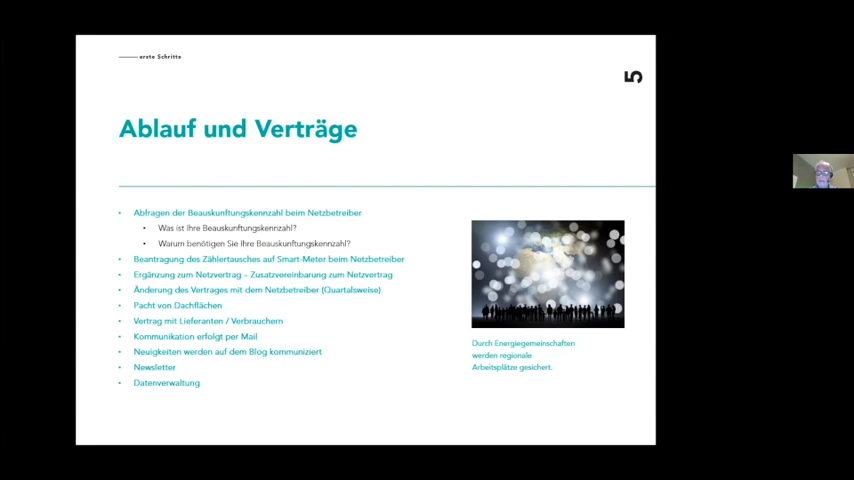 erste Schritte
5
Ablauf und Verträge
Abfragen der Beauskunftungskennzahl beim Netzbetreiber
Was ist Ihre Beauskunftungskennzahl?
Warum benötigen Sie Ihre Beauskunftungskennzahl?
Beantragung des Zählertausches auf Smart-Meter beim Netzbetreiber
Ergänzung zum Netzvertrag – Zusatzvereinbarung zum Netzvertrag
Änderung des Vertrages mit dem Netzbetreiber (Quartalsweise)
Pacht von Dachflächen
Vertrag mit Lieferanten / Verbrauchern
Kommunikation erfolgt per Mail
Neuigkeiten werden auf dem Blog kommuniziert
Newsletter
Datenverwaltung
Durch Energiegemeinschaften
werden regionale
Arbeitsplätze gesichert.